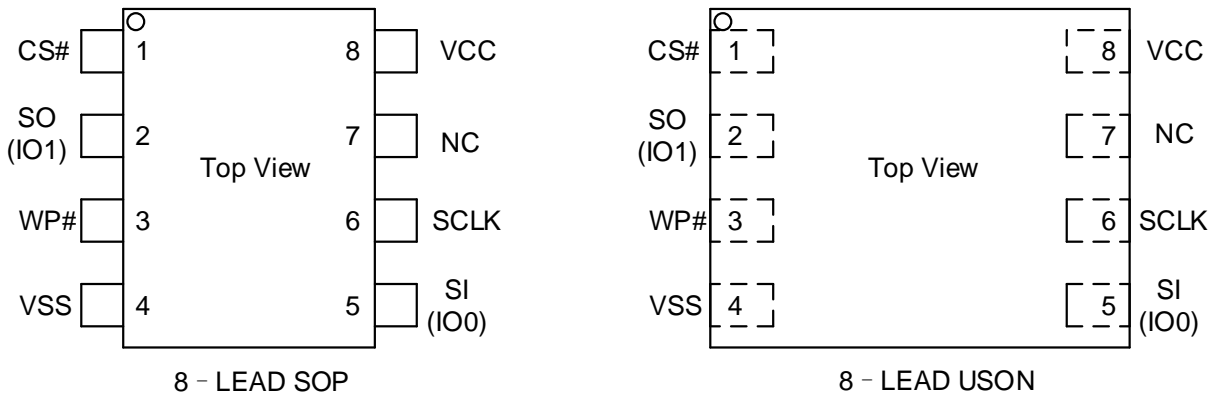 CS#
1
8
VCC
SO
(IO1)
2
7
NC
Top View
WP#
3
6
SCLK
VSS
4
5
SI
(IO0)
8 - LEAD SOP
CS#
1
8
VCC
SO
(IO1)
2
7
NC
Top View
WP#
3
6
SCLK
VSS
4
5
SI
(IO0)
8 - LEAD USON